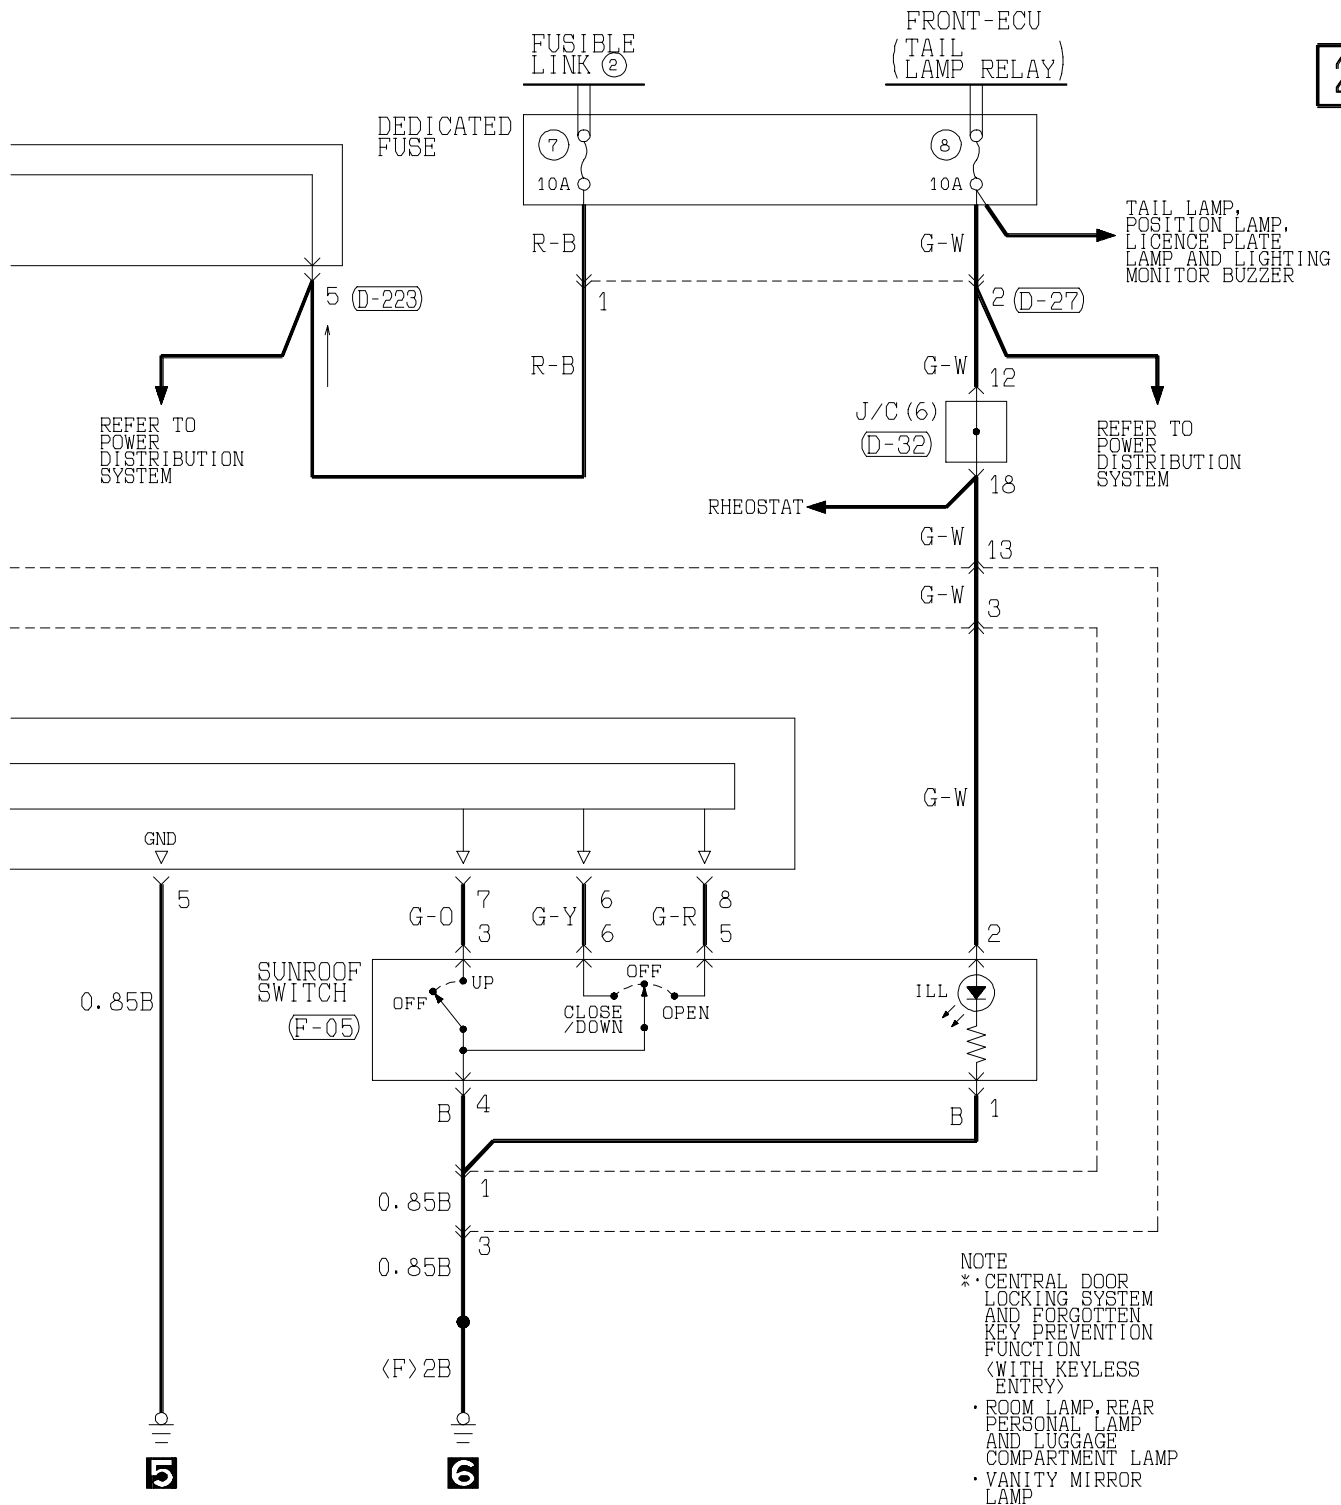 FRONT-ECU
(TAIL
LAMP RELAY)
FUSIBLE
LINK ②
DEDICATED
FUSE
7
8
10A
10A
TAIL LAMP,
POSITION LAMP,
LICENCE PLATE
LAMP AND LIGHTING
MONITOR BUZZER
R-B
G-W
5 D-223
1
2 D-27
R-B
G-W
12
J/C(6)
D-32
REFER TO
POWER
DISTRIBUTION
SYSTEM
REFER TO
POWER
DISTRIBUTION
SYSTEM
18
RHEOSTAT
G-W
13
G-W
3
G-W
GND
5
7
6
8
G-O
G-Y
G-R
3
6
5
2
SUNROOF
SWITCH
F-05
OFF
UP
OFF
CLOSE
/DOWN
OPEN
ILL
0.85B
B
4
B
1
0.85B
1
0.85B
3
<F>2B
5
6
NOTE
*・CENTRAL DOOR
LOCKING SYSTEM
AND FORGOTTEN
KEY PREVENTION
FUNCTION
<WITH KEYLESS
ENTRY>
・ROOM LAMP,REAR
PERSONAL LAMP
AND LUGGAGE
COMPARTMENT LAMP
・VANITY MIRROR
LAMP